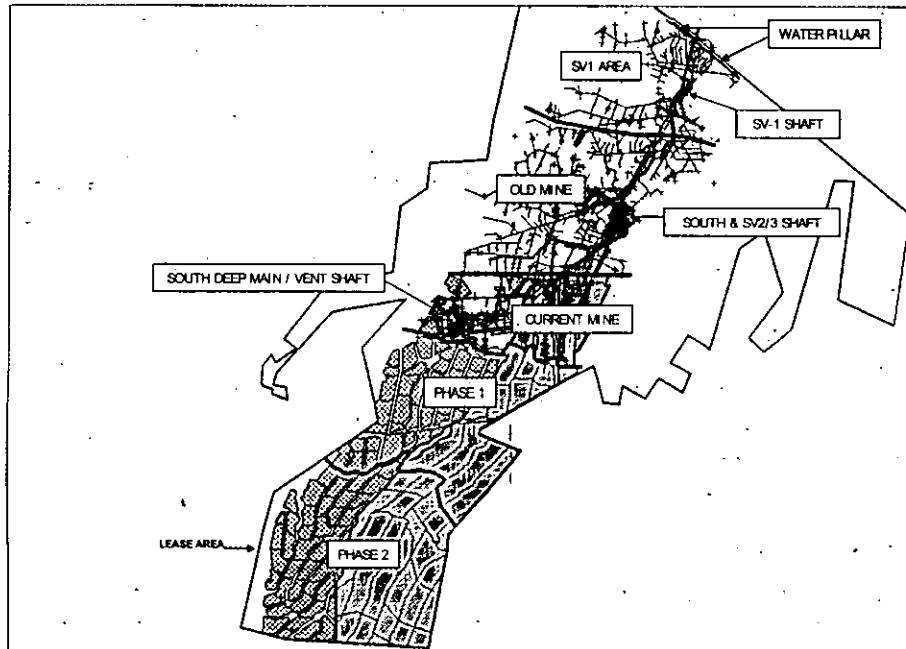 WATER PILLAR
SV1 AREA
SV-1 SHAFT
OLD MINE
SOUTH & SV2/3 SHAFT
SOUTH DEEP MAIN / VENT SHAFT
CURRENT MINE
PHASE 1
LEASE AREA
PHASE 2